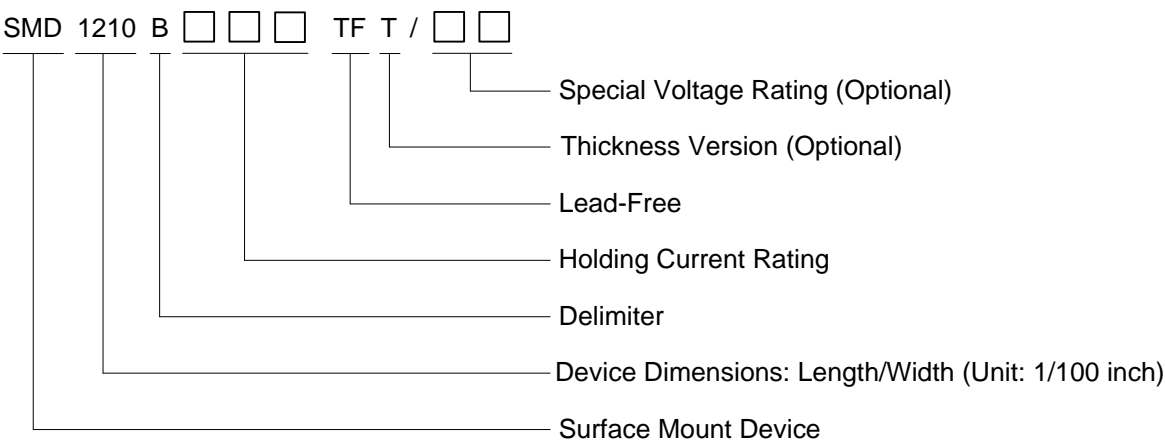 SMD 1210 B □ □ □ TF T / □ □
Special Voltage Rating (Optional)
Thickness Version (Optional)
Lead-Free
Holding Current Rating
Delimiter
Device Dimensions: Length/Width (Unit: 1/100 inch)
Surface Mount Device